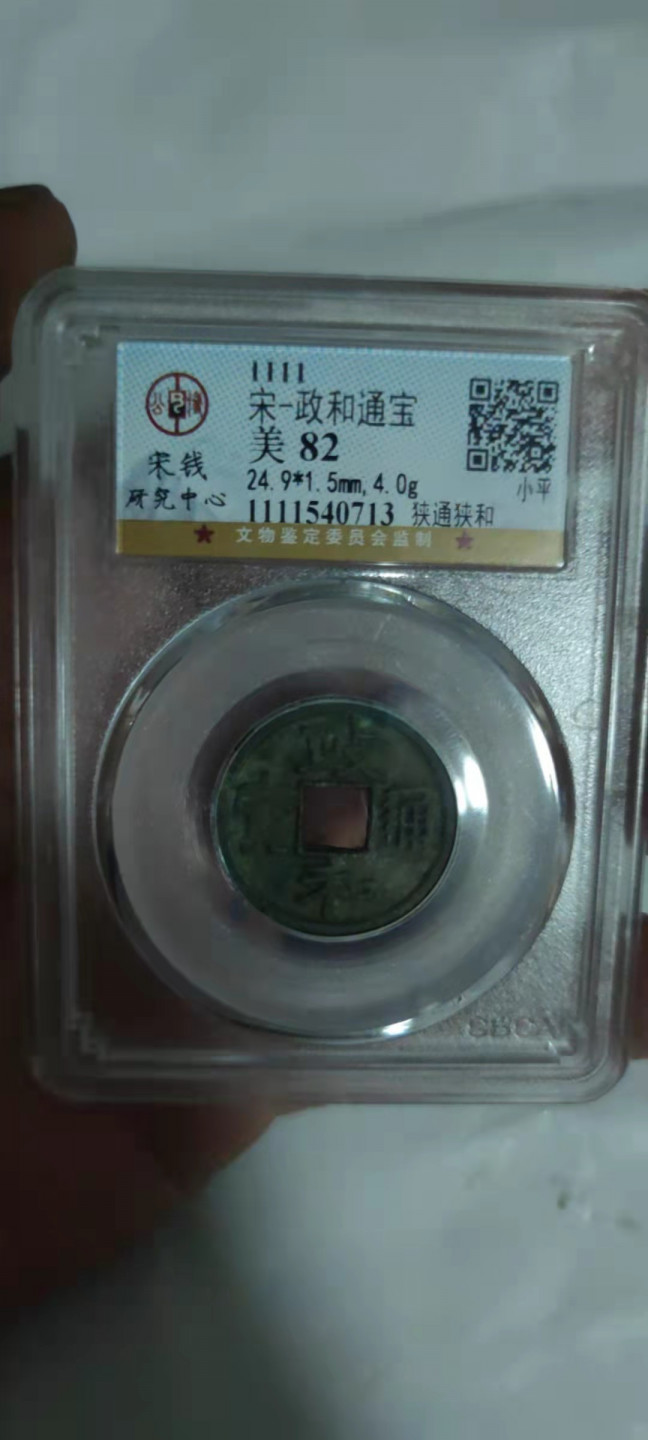 1111
宋-政和通宝
美 82
24.9*1.5mm,4.0g
1111540713 狭通狭和
宋钱
研究中心
小平
★ 文物鉴定委员会监制 ★
政
通
和